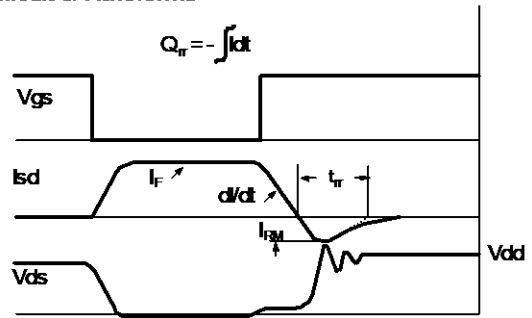 Qrr = - ∫Idt
Vgs
Isd
IF
dI/dt
trr
IRM
Vdd
Vds